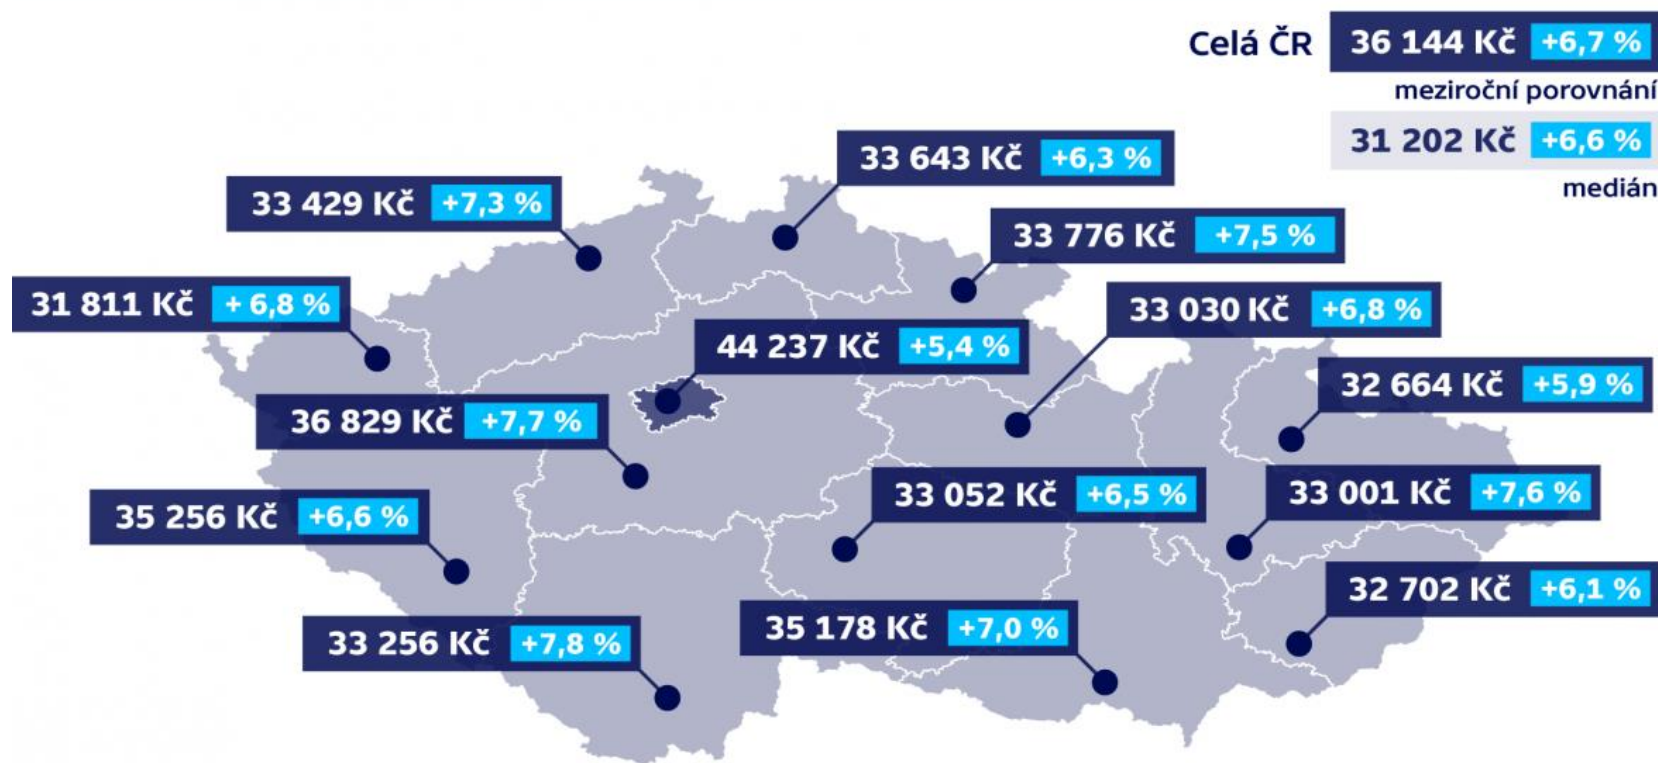 Celá ČR 36 144 Kč +6,7 %
meziroční porovnání
31 202 Kč +6,6 %
medián
33 643 Kč +6,3 %
33 429 Kč +7,3 %
33 776 Kč +7,5 %
31 811 Kč + 6,8 %
33 030 Kč +6,8 %
44 237 Kč +5,4 %
32 664 Kč +5,9 %
36 829 Kč +7,7 %
33 052 Kč +6,5 %
33 001 Kč +7,6 %
35 256 Kč +6,6 %
32 702 Kč +6,1 %
35 178 Kč +7,0 %
33 256 Kč +7,8 %